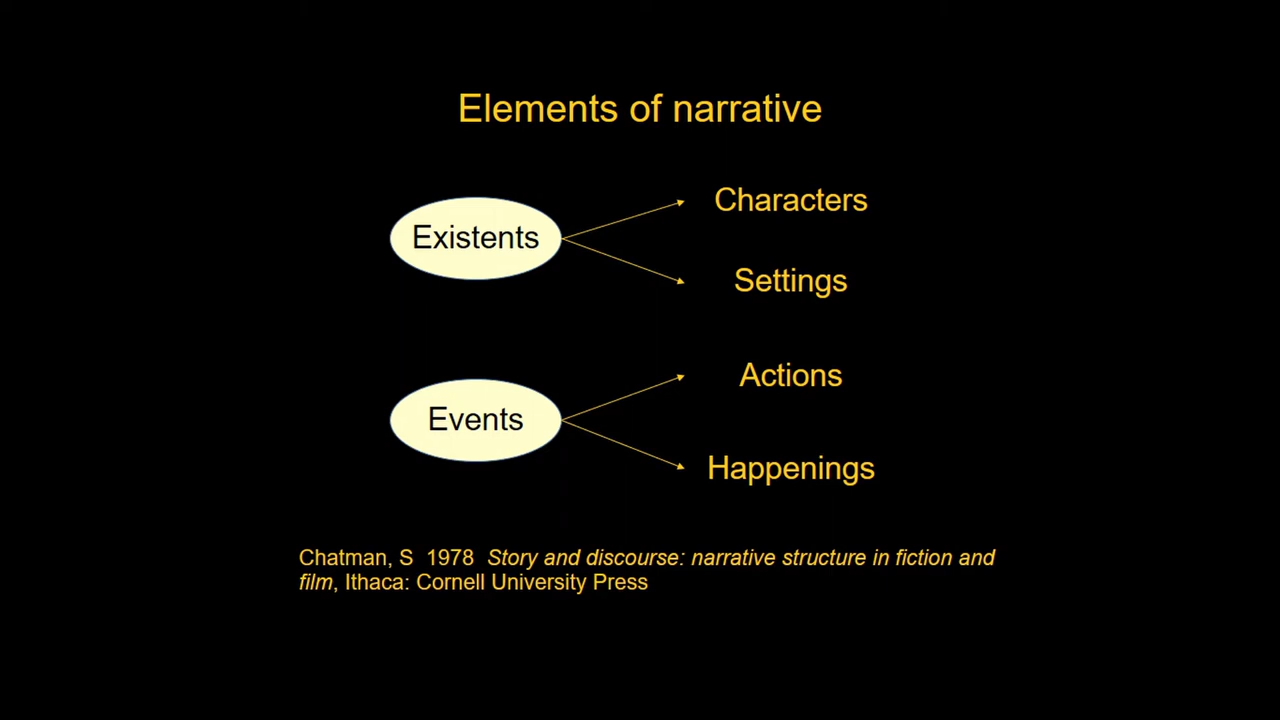 Elements of narrative
Existents
Characters
Settings
Events
Actions
Happenings
Chatman, S  1978  Story and discourse: narrative structure in fiction and
film, Ithaca: Cornell University Press